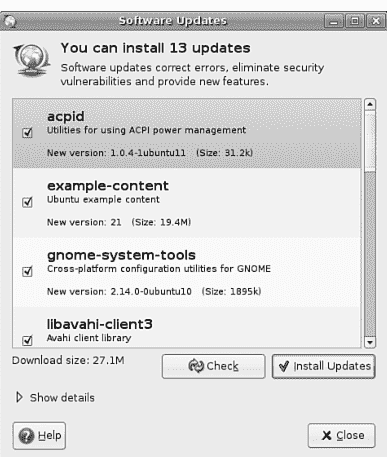 Software Updates
You can install 13 updates
Software updates correct errors, eliminate security
vulnerabilities and provide new features.
acpid
Utilities for using ACPI power management
New version: 1.0.4-1ubuntu11 (Size: 31.2k)
example-content
Ubuntu example content
New version: 21 (Size: 19.4M)
gnome-system-tools
Cross-platform configuration utilities for GNOME
New version: 2.14.0-0ubuntu10 (Size: 1895k)
libavahi-client3
Avahi client library
Download size: 27.1M
Check
Install Updates
Show details
Help
Close